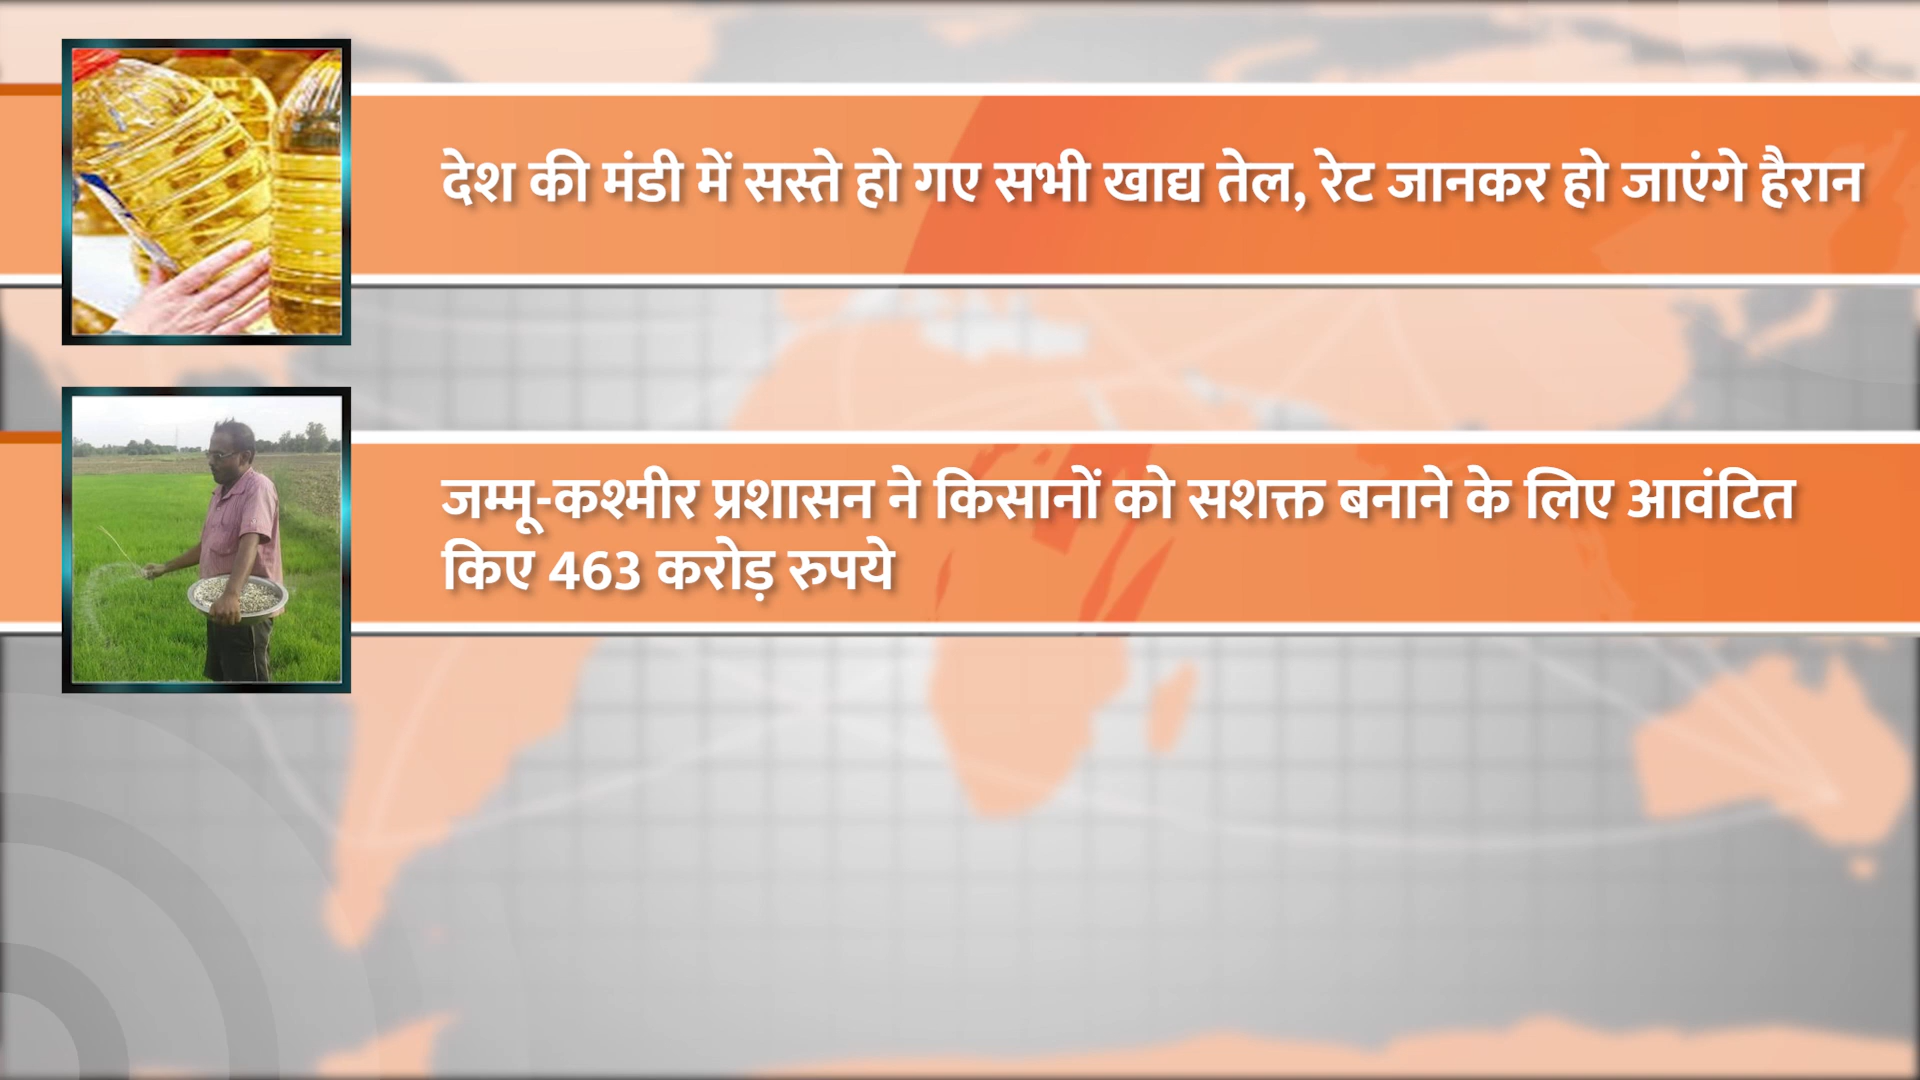 देश की मंडी में सस्ते हो गए सभी खाद्य तेल, रेट जानकर हो जाएंगे हैरान
जम्मू-कश्मीर प्रशासन ने किसानों को सशक्त बनाने के लिए आवंटित
किए 463 करोड़ रुपये